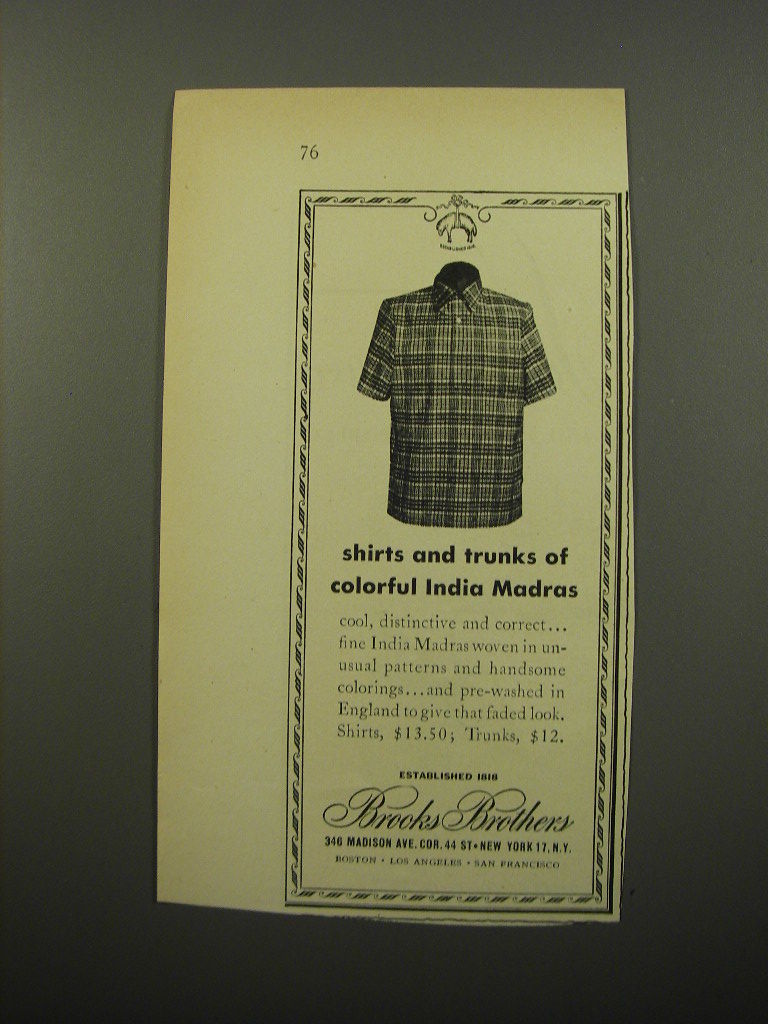 76
ESTABLISHED 1818
shirts and trunks of
colorful India Madras
cool, distinctive and correct...
fine India Madras woven in un-
usual patterns and handsome
colorings...and pre-washed in
England to give that faded look.
Shirts, $13.50; Trunks, $12.
ESTABLISHED 1818
Brooks Brothers
346 MADISON AVE. COR. 44 ST • NEW YORK 17, N.Y.
BOSTON • LOS ANGELES • SAN FRANCISCO